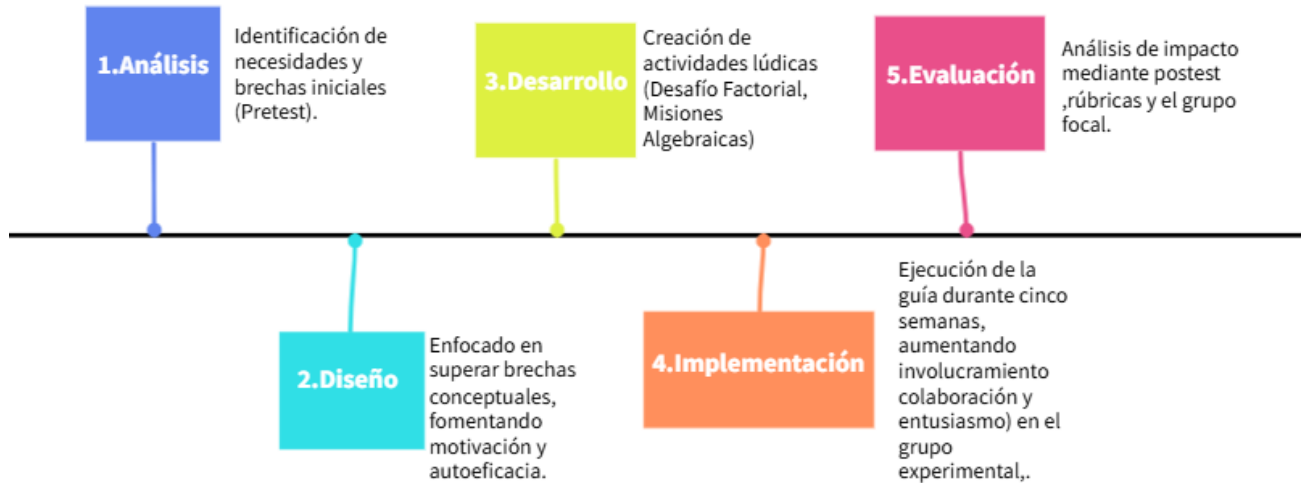 1.Análisis
Identificación de
necesidades y
brechas iniciales
(Pretest).
2.Diseño
Enfocado en
superar brechas
conceptuales,
fomentando
motivación y
autoeficacia.
3.Desarrollo
Creación de
actividades lúdicas
(Desafío Factorial,
Misiones
Algebraicas)
4.Implementación
Ejecución de la
guía durante cinco
semanas,
aumentando
involucramiento
colaboración y
entusiasmo) en el
grupo
experimental,.
5.Evaluación
Análisis de impacto
mediante postest
,rúbricas y el grupo
focal.